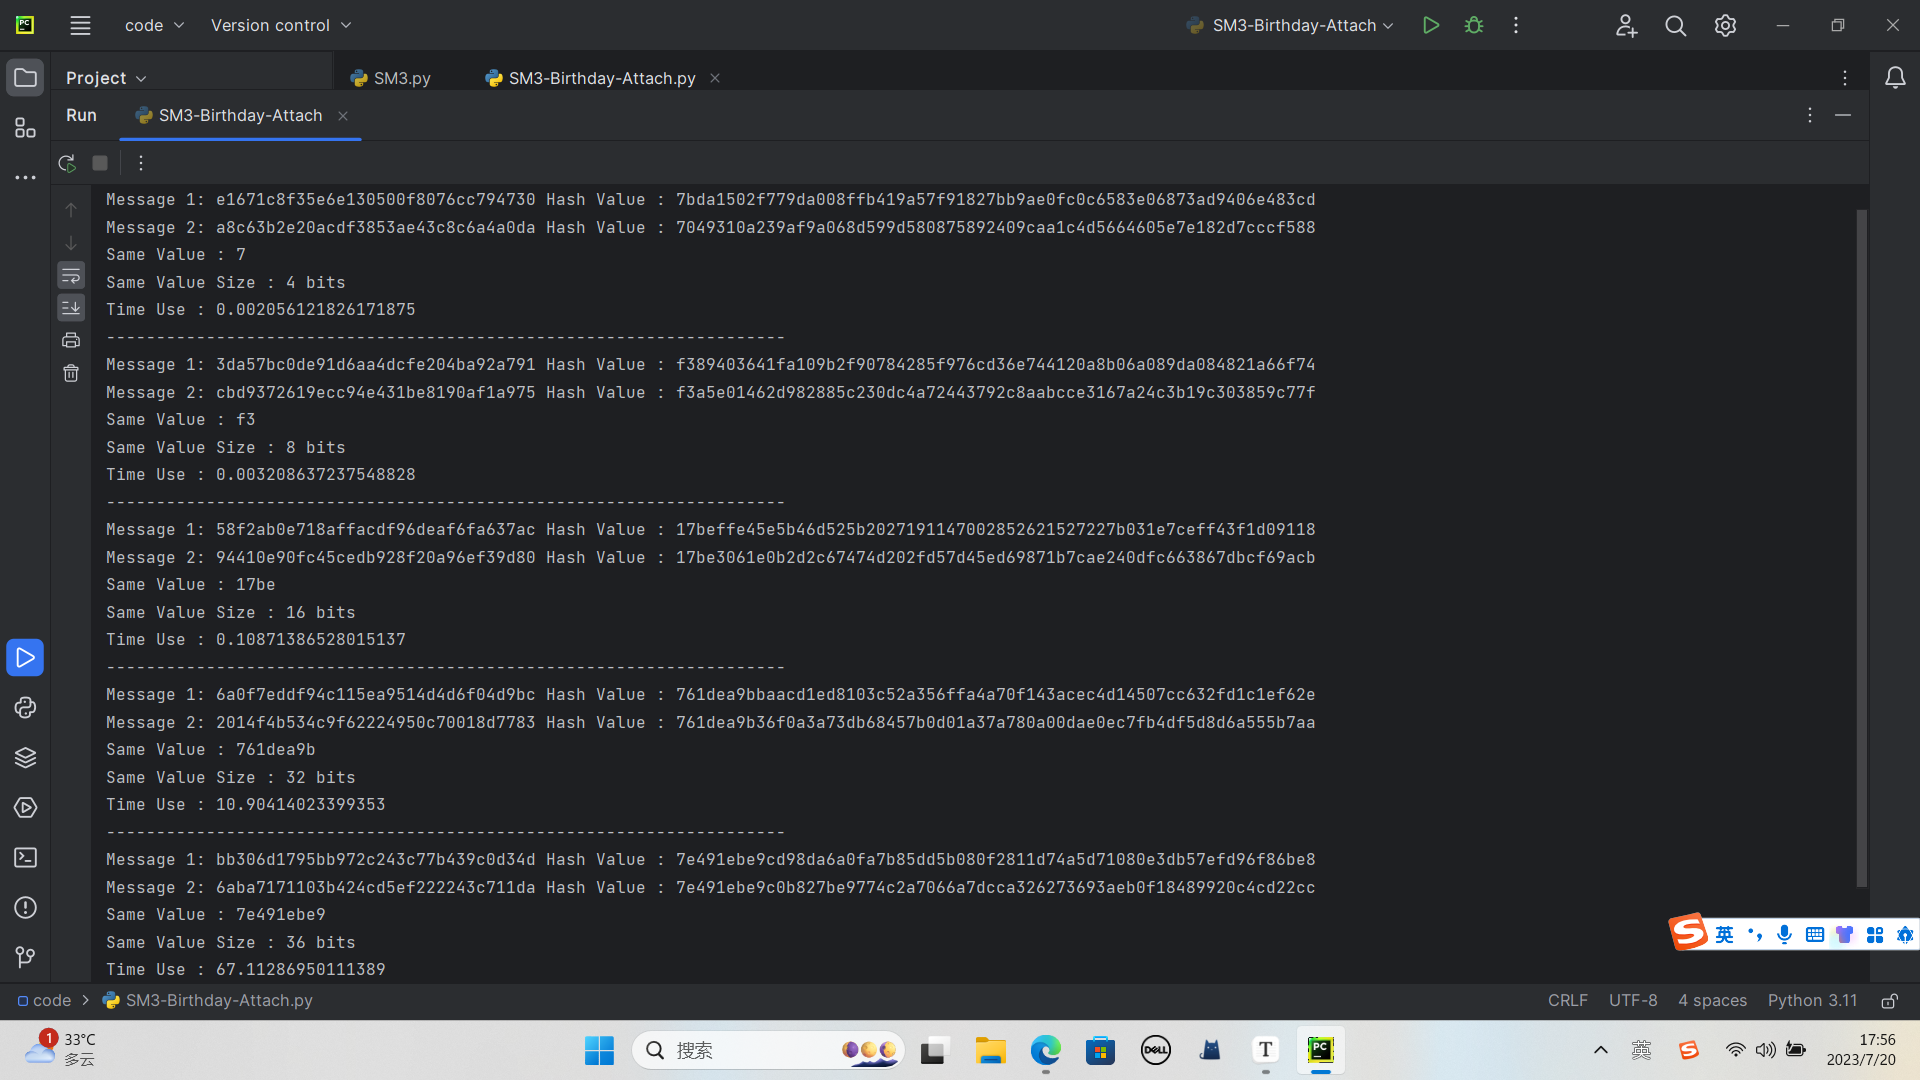 code
Version control
SM3-Birthday-Attach
Project
SM3.py
SM3-Birthday-Attach.py
Run
SM3-Birthday-Attach
Message 1: e1671c8f35e6e130500f8076cc794730 Hash Value : 7bda1502f779da008ffb419a57f91827bb9ae0fc0c6583e06873ad9406e483cd
Message 2: a8c63b2e20acdf3853ae43c8c6a4a0da Hash Value : 7049310a239af9a068d599d580875892409caa1c4d5664605e7e182d7cccf588
Same Value : 7
Same Value Size : 4 bits
Time Use : 0.002056121826171875
--------------------------------------------------------------------
Message 1: 3da57bc0de91d6aa4dcfe204ba92a791 Hash Value : f389403641fa109b2f90784285f976cd36e744120a8b06a089da084821a66f74
Message 2: cbd9372619ecc94e431be8190af1a975 Hash Value : f3a5e01462d982885c230dc4a72443792c8aabcce3167a24c3b19c303859c77f
Same Value : f3
Same Value Size : 8 bits
Time Use : 0.003208637237548828
--------------------------------------------------------------------
Message 1: 58f2ab0e718affacdf96deaf6fa637ac Hash Value : 17beffe45e5b46d525b2027191147002852621527227b031e7ceff43f1d09118
Message 2: 94410e90fc45cedb928f20a96ef39d80 Hash Value : 17be3061e0b2d2c67474d202fd57d45ed69871b7cae240dfc663867dbcf69acb
Same Value : 17be
Same Value Size : 16 bits
Time Use : 0.10871386528015137
--------------------------------------------------------------------
Message 1: 6a0f7eddf94c115ea9514d4d6f04d9bc Hash Value : 761dea9bbaacd1ed8103c52a356ffa4a70f143acec4d14507cc632fd1c1ef62e
Message 2: 2014f4b534c9f62224950c70018d7783 Hash Value : 761dea9b36f0a3a73db68457b0d01a37a780a00dae0ec7fb4df5d8d6a555b7aa
Same Value : 761dea9b
Same Value Size : 32 bits
Time Use : 10.90414023399353
--------------------------------------------------------------------
Message 1: bb306d1795bb972c243c77b439c0d34d Hash Value : 7e491ebe9cd98da6a0fa7b85dd5b080f2811d74a5d71080e3db57efd96f86be8
Message 2: 6aba7171103b424cd5ef222243c711da Hash Value : 7e491ebe9c0b827be9774c2a7066a7dcca326273693aeb0f18489920c4cd22cc
Same Value : 7e491ebe9
Same Value Size : 36 bits
Time Use : 67.11286950111389
英
code
SM3-Birthday-Attach.py
CRLF
UTF-8
4 spaces
Python 3.11
1
33°C
多云
搜索
DELL
T
PC
英
17:56
2023/7/20